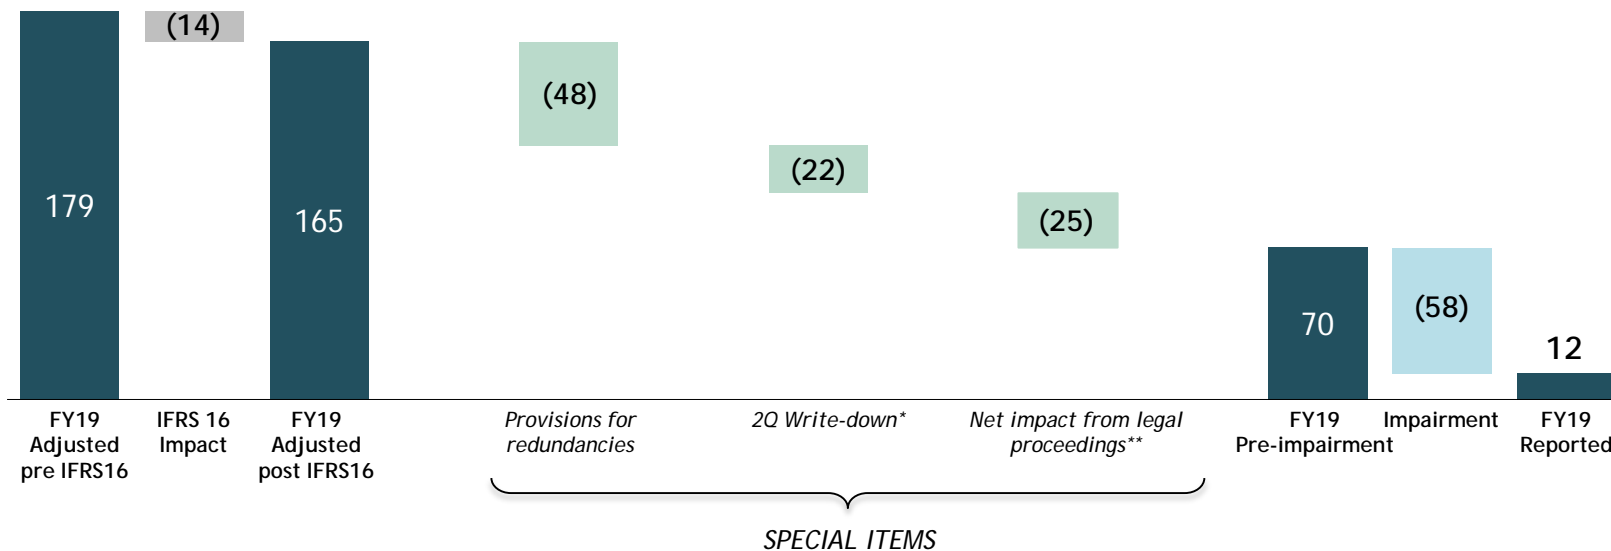 179
(14)
165
(48)
(22)
(25)
70
(58)
12
FY19
Adjusted
pre IFRS16
IFRS 16
Impact
FY19
Adjusted
post IFRS16
Provisions for
redundancies
2Q Write-down*
Net impact from legal
proceedings**
FY19
Pre-impairment
Impairment
FY19
Reported
SPECIAL ITEMS